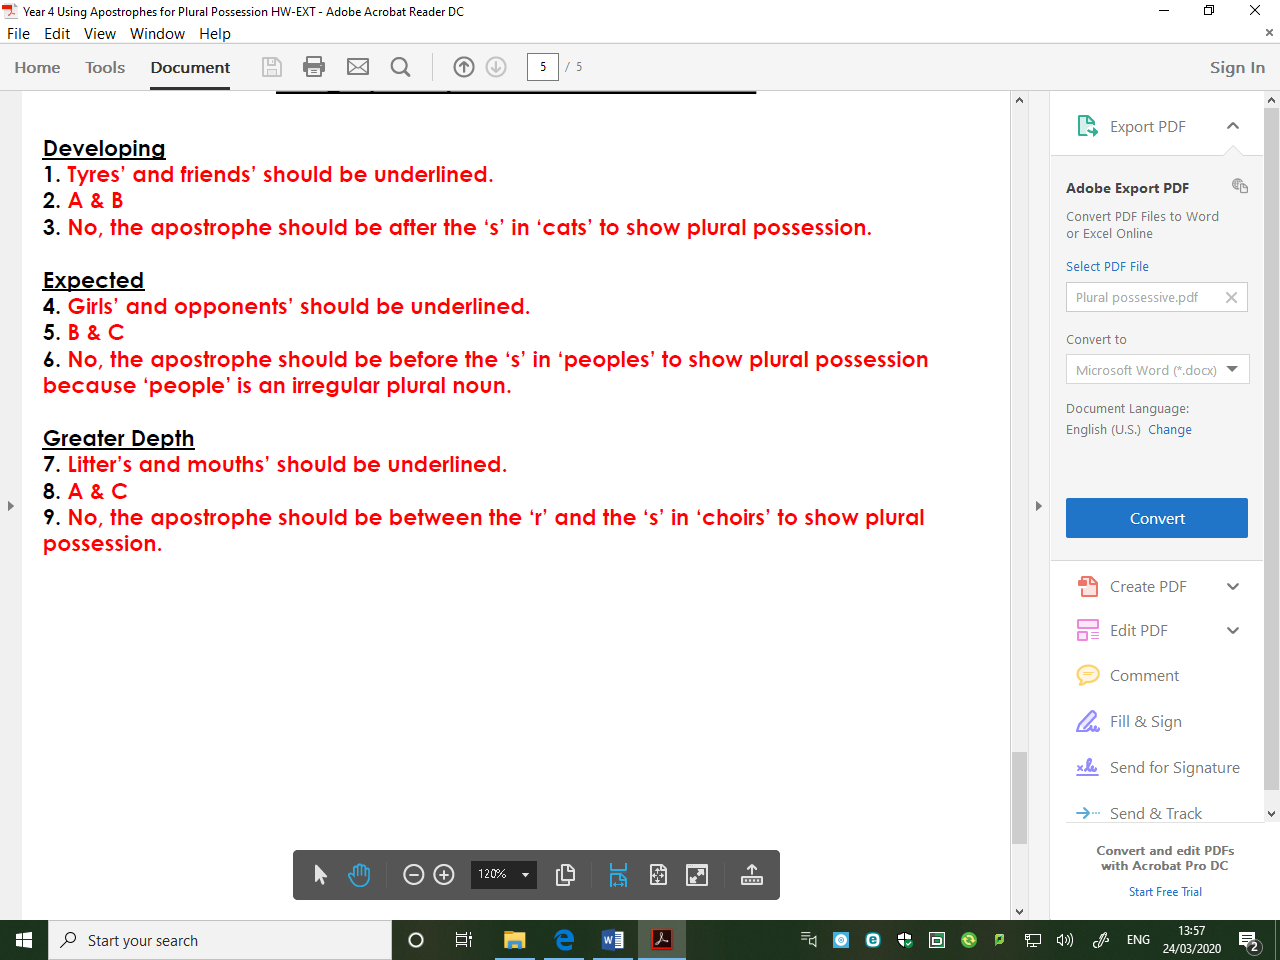 Year 4 Using Apostrophes for Plural Possession HW-EXT - Adobe Acrobat Reader DC
File Edit View Window Help
Home Tools Document 5 / 5 Sign In
Developing
1. Tyres’ and friends’ should be underlined.
2. A & B
3. No, the apostrophe should be after the ‘s’ in ‘cats’ to show plural possession.
Expected
4. Girls’ and opponents’ should be underlined.
5. B & C
6. No, the apostrophe should be before the ‘s’ in ‘peoples’ to show plural possession
because ‘people’ is an irregular plural noun.
Greater Depth
7. Litter’s and mouths’ should be underlined.
8. A & C
9. No, the apostrophe should be between the ‘r’ and the ‘s’ in ‘choirs’ to show plural
possession.
120%
Export PDF
Adobe Export PDF
Convert PDF Files to Word
or Excel Online
Select PDF File
Plural possessive.pdf
Convert to
Microsoft Word (*.docx)
Document Language:
English (U.S.) Change
Convert
Create PDF
Edit PDF
Comment
Fill & Sign
Send for Signature
Send & Track
Convert and edit PDFs
with Acrobat Pro DC
Start Free Trial
Start your search
ENG
13:57
24/03/2020
2